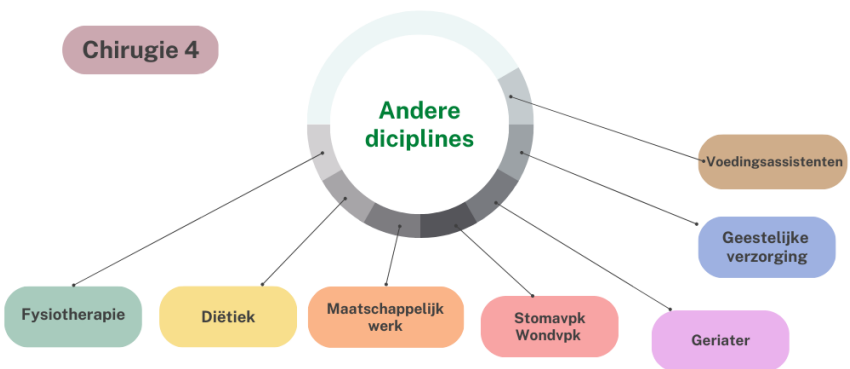 Chirugie 4
Andere
diciplines
Voedingsassistenten
Geestelijke
verzorging
Fysiotherapie
Diëtiek
Maatschappelijk
werk
Stomavpk
Wondvpk
Geriater